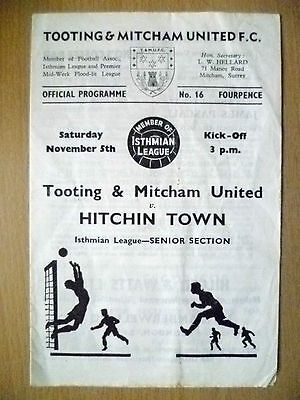 TOOTING & MITCHAM UNITED F.C.
Member of Football Assoc.,
Isthmian League and Premier
Mid-Week Flood-lit League
T. & M. U. F. C.
Hon. Secretary :
L. W. HELLARD
71 Manor Road
Mitcham, Surrey
OFFICIAL PROGRAMME
No. 16
FOURPENCE
Saturday
November 5th
MEMBER OF
ISTHMIAN
LEAGUE
Kick-Off
3 p.m.
Tooting & Mitcham United
v.
HITCHIN TOWN
Isthmian League—SENIOR SECTION